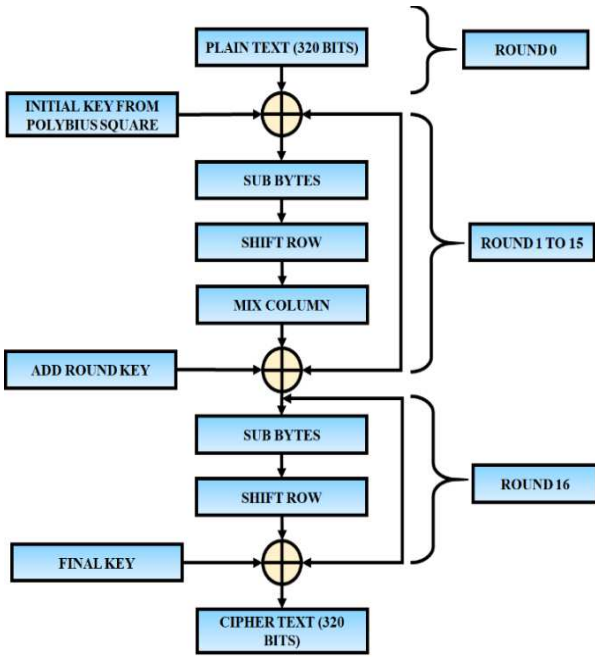 PLAIN TEXT (320 BITS)
ROUND 0
INITIAL KEY FROM
POLYBIUS SQUARE
SUB BYTES
SHIFT ROW
ROUND 1 TO 15
MIX COLUMN
ADD ROUND KEY
SUB BYTES
SHIFT ROW
ROUND 16
FINAL KEY
CIPHER TEXT (320
BITS)